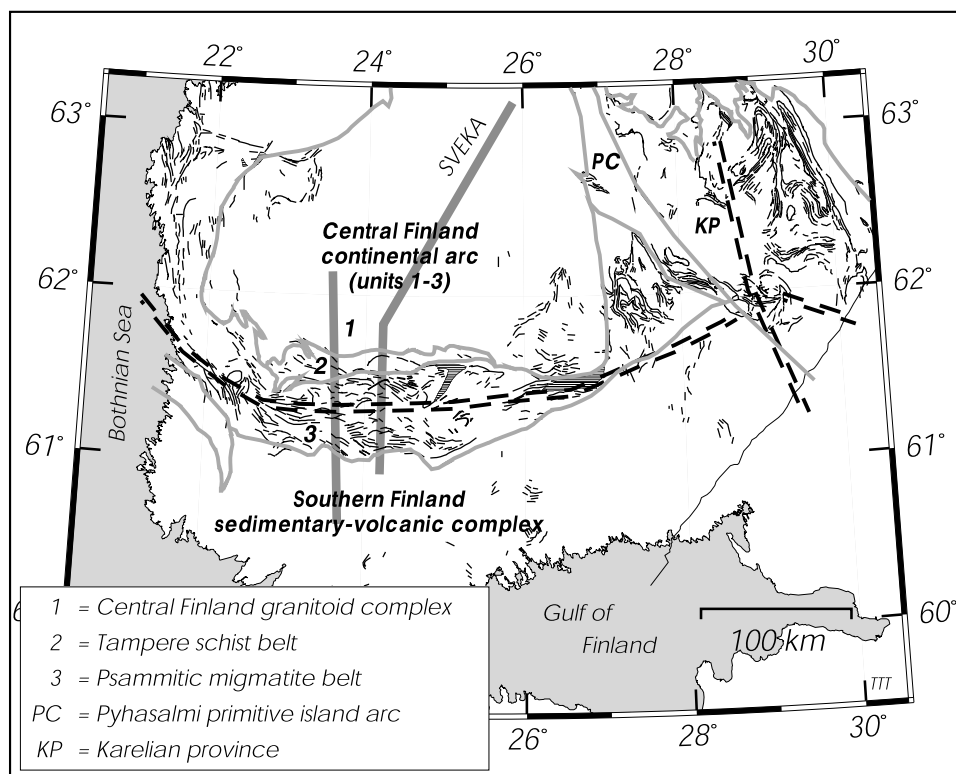 22° 24° 26° 28° 30°
63° 63°
SVEKA
PC
KP
Central Finland
continental arc
(units 1-3)
62° 62°
1
Bothnian Sea
2
3
61° 61°
Southern Finland
sedimentary-volcanic complex
6
60°
Gulf of
Finland
100 km
TTT
1 = Central Finland granitoid complex
2 = Tampere schist belt
3 = Psammitic migmatite belt
PC = Pyhasalmi primitive island arc
KP = Karelian province
26° 28° 30°